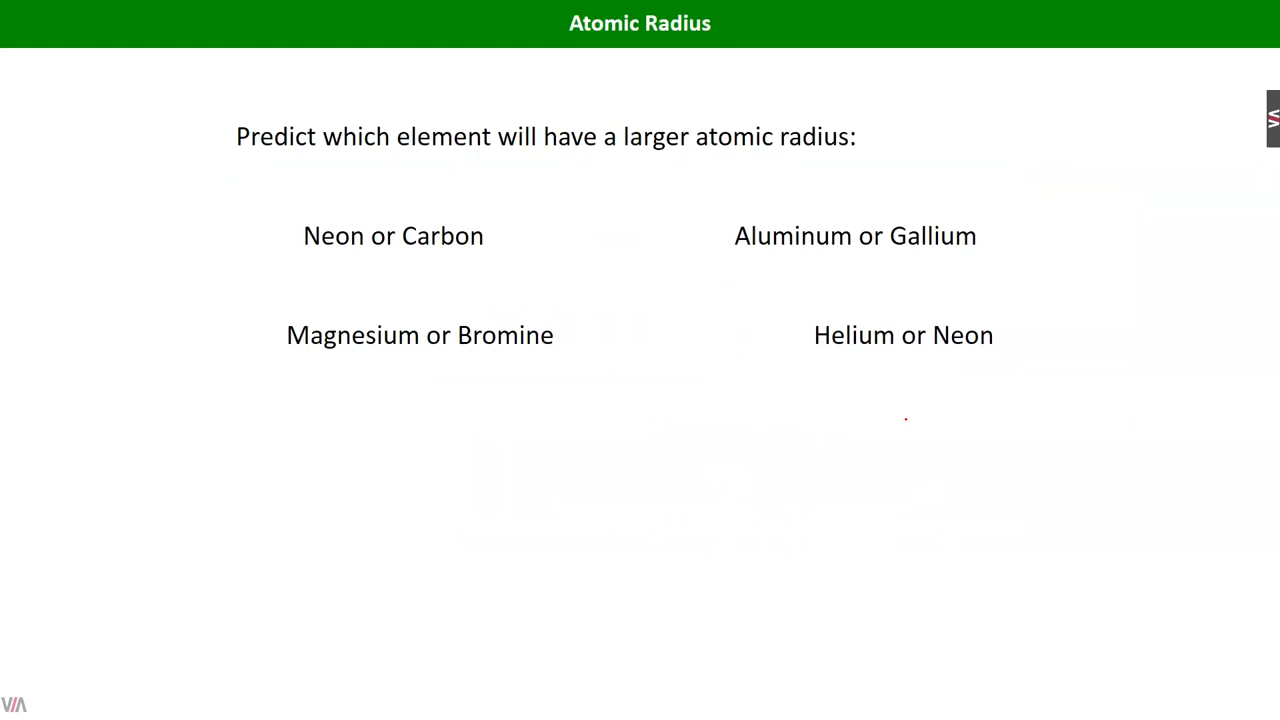 Atomic Radius
Predict which element will have a larger atomic radius:
Neon or Carbon
Aluminum or Gallium
Magnesium or Bromine
Helium or Neon
VIA